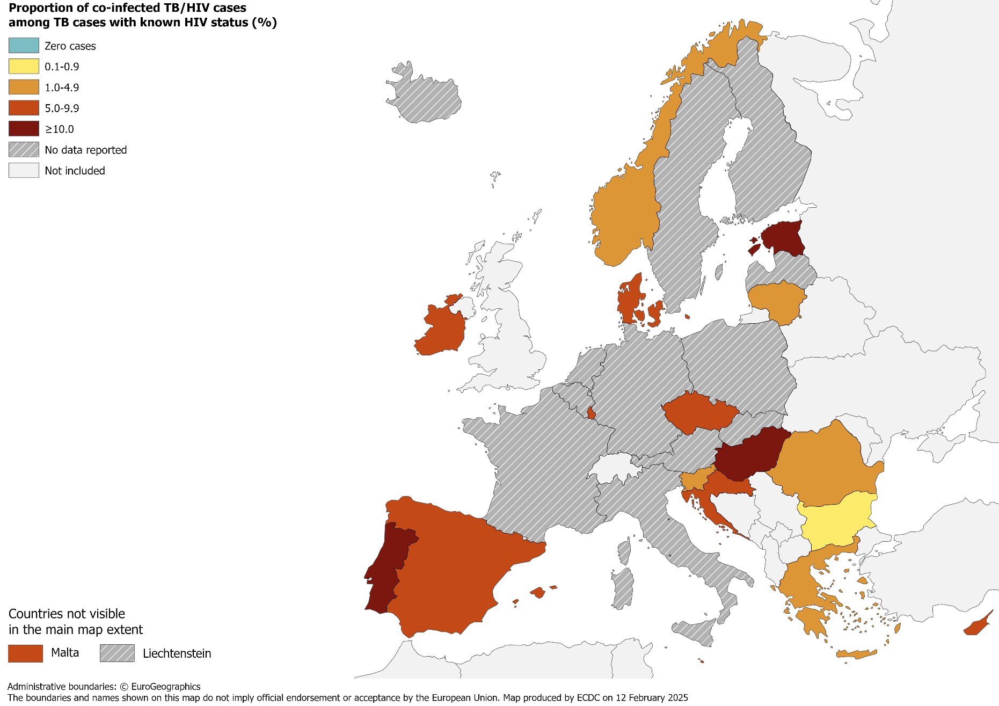 Proportion of co-infected TB/HIV cases
among TB cases with known HIV status (%)
Zero cases
0.1-0.9
1.0-4.9
5.0-9.9
≥10.0
No data reported
Not included
Countries not visible
in the main map extent
Malta
Liechtenstein
Administrative boundaries: © EuroGeographics
The boundaries and names shown on this map do not imply official endorsement or acceptance by the European Union. Map produced by ECDC on 12 February 2025